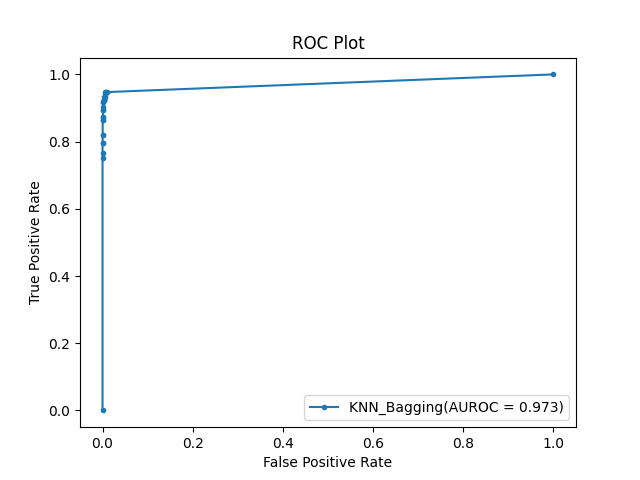 ROC Plot
1.0
0.8
0.6
0.4
0.2
0.0
True Positive Rate
KNN_Bagging(AUROC = 0.973)
0.0 0.2 0.4 0.6 0.8 1.0
False Positive Rate